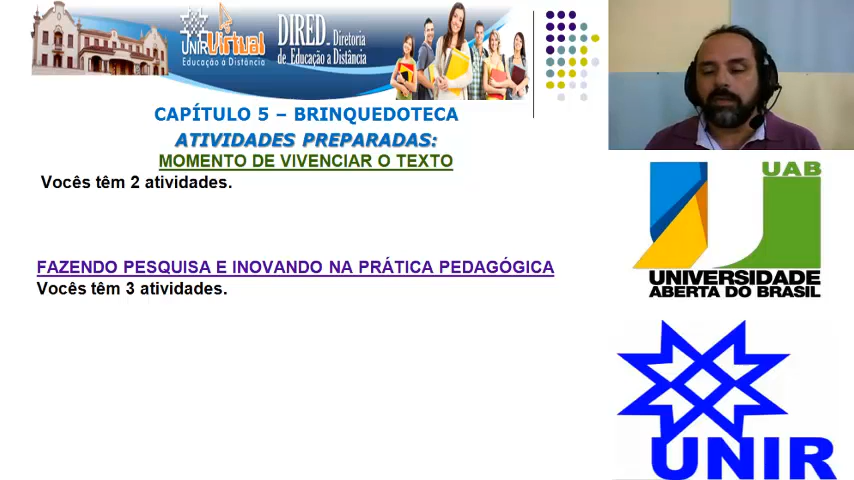 UNIR Virtual
Educação à Distância
DIRED - Diretoria
de Educação a Distância
CAPÍTULO 5 – BRINQUEDOTECA
ATIVIDADES PREPARADAS:
MOMENTO DE VIVENCIAR O TEXTO
Vocês têm 2 atividades.
FAZENDO PESQUISA E INOVANDO NA PRÁTICA PEDAGÓGICA
Vocês têm 3 atividades.
UAB
UNIVERSIDADE
ABERTA DO BRASIL
UNIR